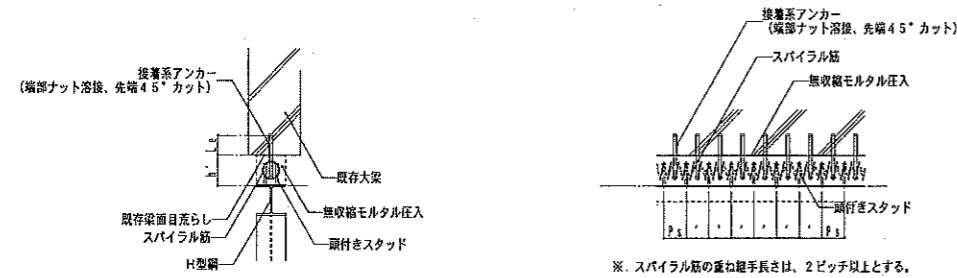 接着系アンカー
(端部ナット溶接、先端45°カット)
既存大梁
無収縮モルタル圧入
既存梁面目荒らし
スパイラル筋
頭付きスタッド
H型鋼
接着系アンカー
(端部ナット溶接、先端45°カット)
スパイラル筋
無収縮モルタル圧入
頭付きスタッド
Ps
Ps
※. スパイラル筋の重ね継手長さは、2ピッチ以上とする。